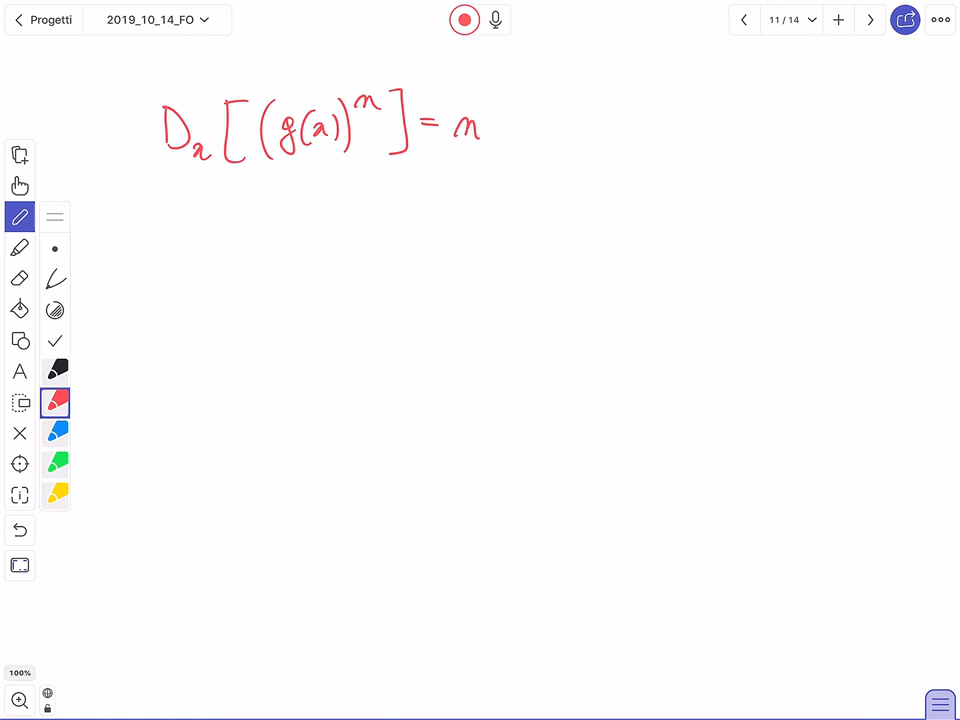 Progetti 2019_10_14_FO 11 / 14
Dₓ[(g(x))ⁿ] = n
A
100%